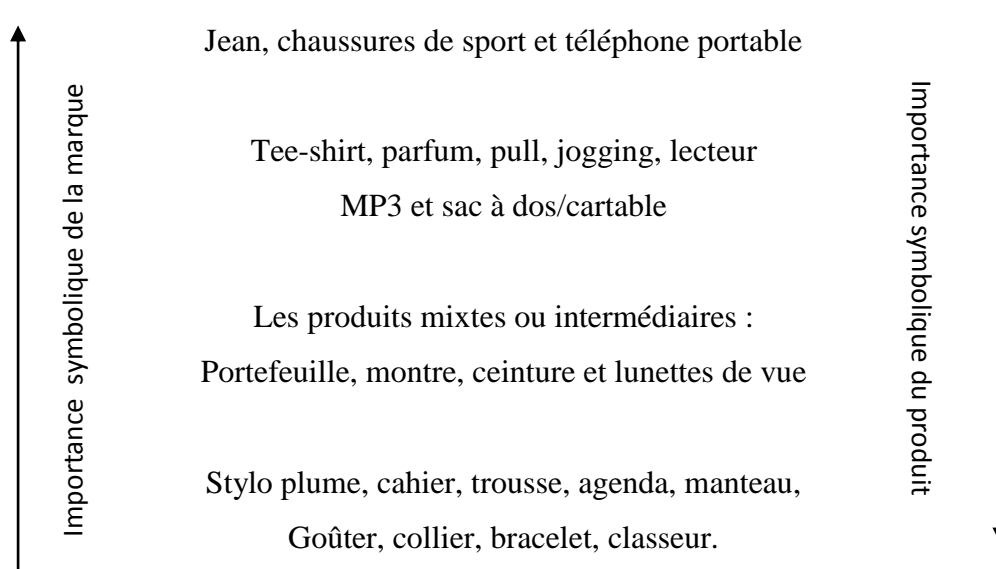 Jean, chaussures de sport et téléphone portable
Importance symbolique de la marque
Importance symbolique du produit
Tee-shirt, parfum, pull, jogging, lecteur
MP3 et sac à dos/cartable
Les produits mixtes ou intermédiaires :
Portefeuille, montre, ceinture et lunettes de vue
Stylo plume, cahier, trousse, agenda, manteau,
Goûter, collier, bracelet, classeur.